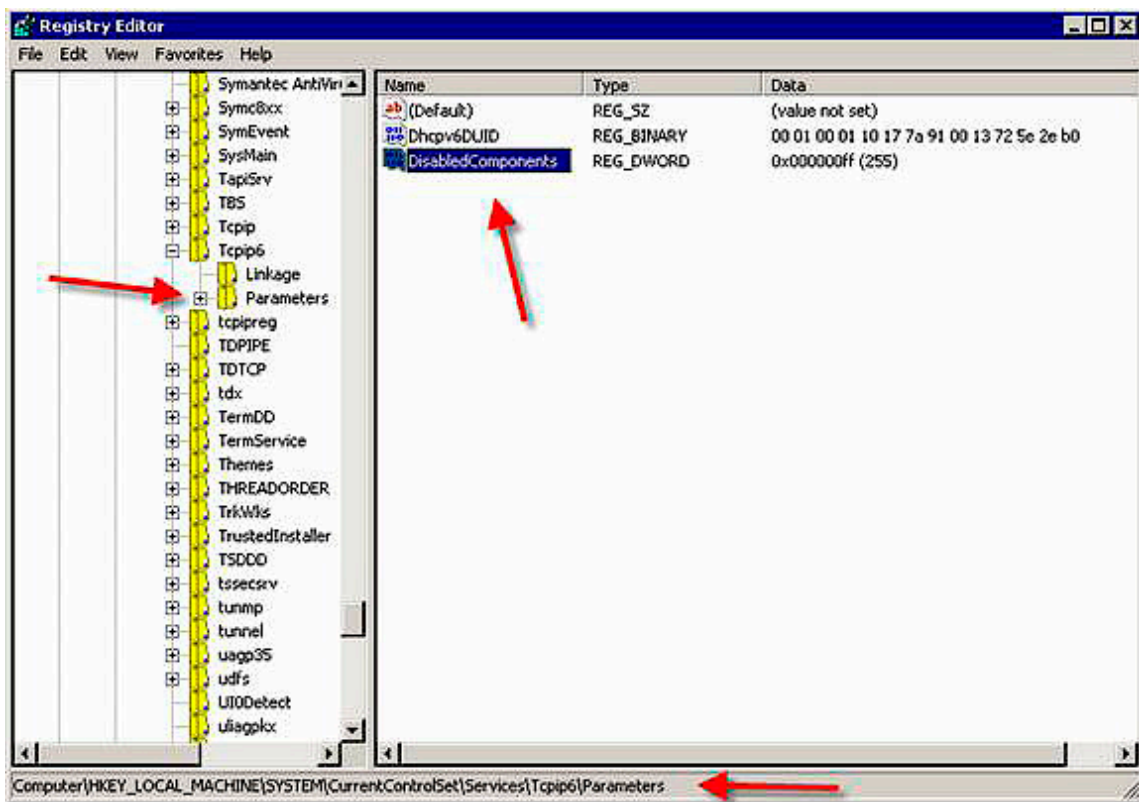 Registry Editor
File Edit View Favorites Help
Symantec AntiVir
Symc8xx
SymEvent
SysMain
TapiSrv
TBS
Tcpip
Tcpip6
Linkage
Parameters
tcpipreg
TDPIPE
TDTCP
tdx
TermDD
TermService
Themes
THREADORDER
TrkWks
TrustedInstaller
TSDDD
tssecsrv
tunmp
tunnel
uagp35
udfs
UI0Detect
uliagpkx
Name Type Data
(Default) REG_SZ (value not set)
Dhcpv6DUID REG_BINARY 00 01 00 01 10 17 7a 91 00 13 72 5e 2e b0
DisabledComponents REG_DWORD 0x000000ff (255)
Computer\HKEY_LOCAL_MACHINE\SYSTEM\CurrentControlSet\Services\Tcpip6\Parameters